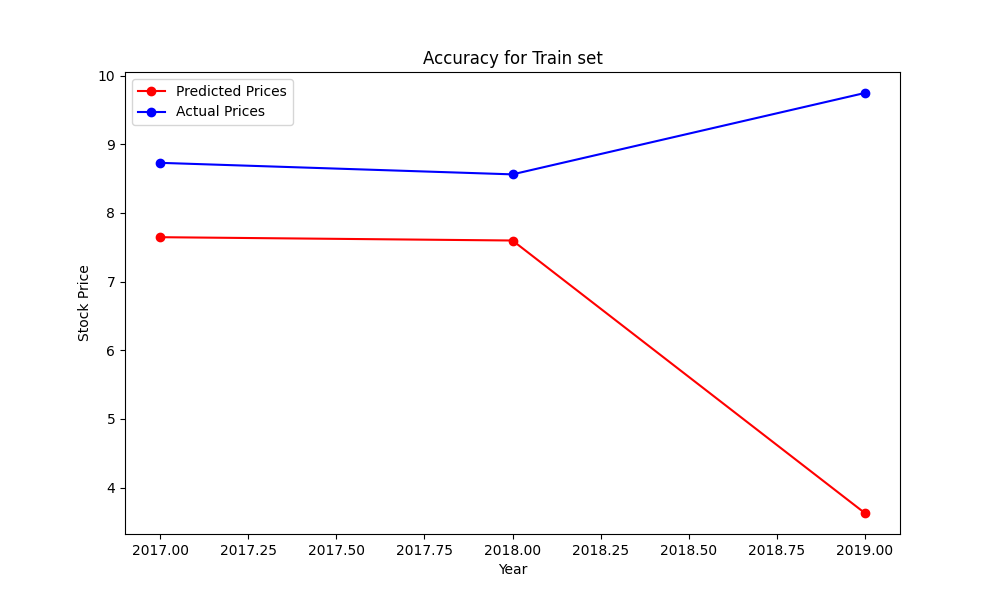 Accuracy for Train set
Predicted Prices
Actual Prices
10
9
8
7
6
5
4
Stock Price
2017.00 2017.25 2017.50 2017.75 2018.00 2018.25 2018.50 2018.75 2019.00
Year